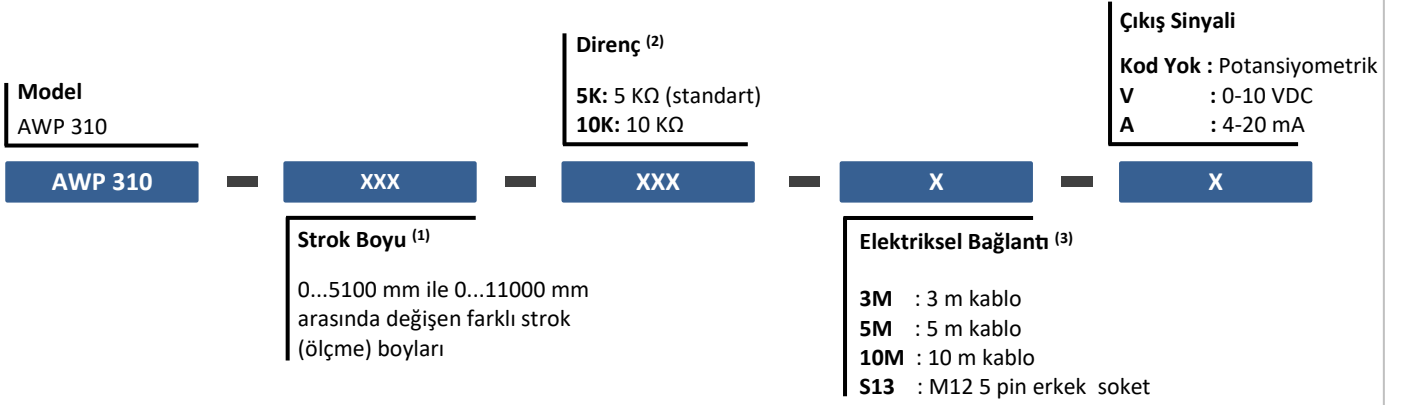 Model
AWP 310
Direnç (2)
5K: 5 KΩ (standart)
10K: 10 KΩ
Çıkış Sinyali
Kod Yok : Potansiyometrik
V : 0-10 VDC
A : 4-20 mA
AWP 310 - XXX - XXX - X - X
Strok Boyu (1)
0...5100 mm ile 0...11000 mm
arasında değişen farklı strok
(ölçme) boyları
Elektriksel Bağlantı (3)
3M : 3 m kablo
5M : 5 m kablo
10M : 10 m kablo
S13 : M12 5 pin erkek soket